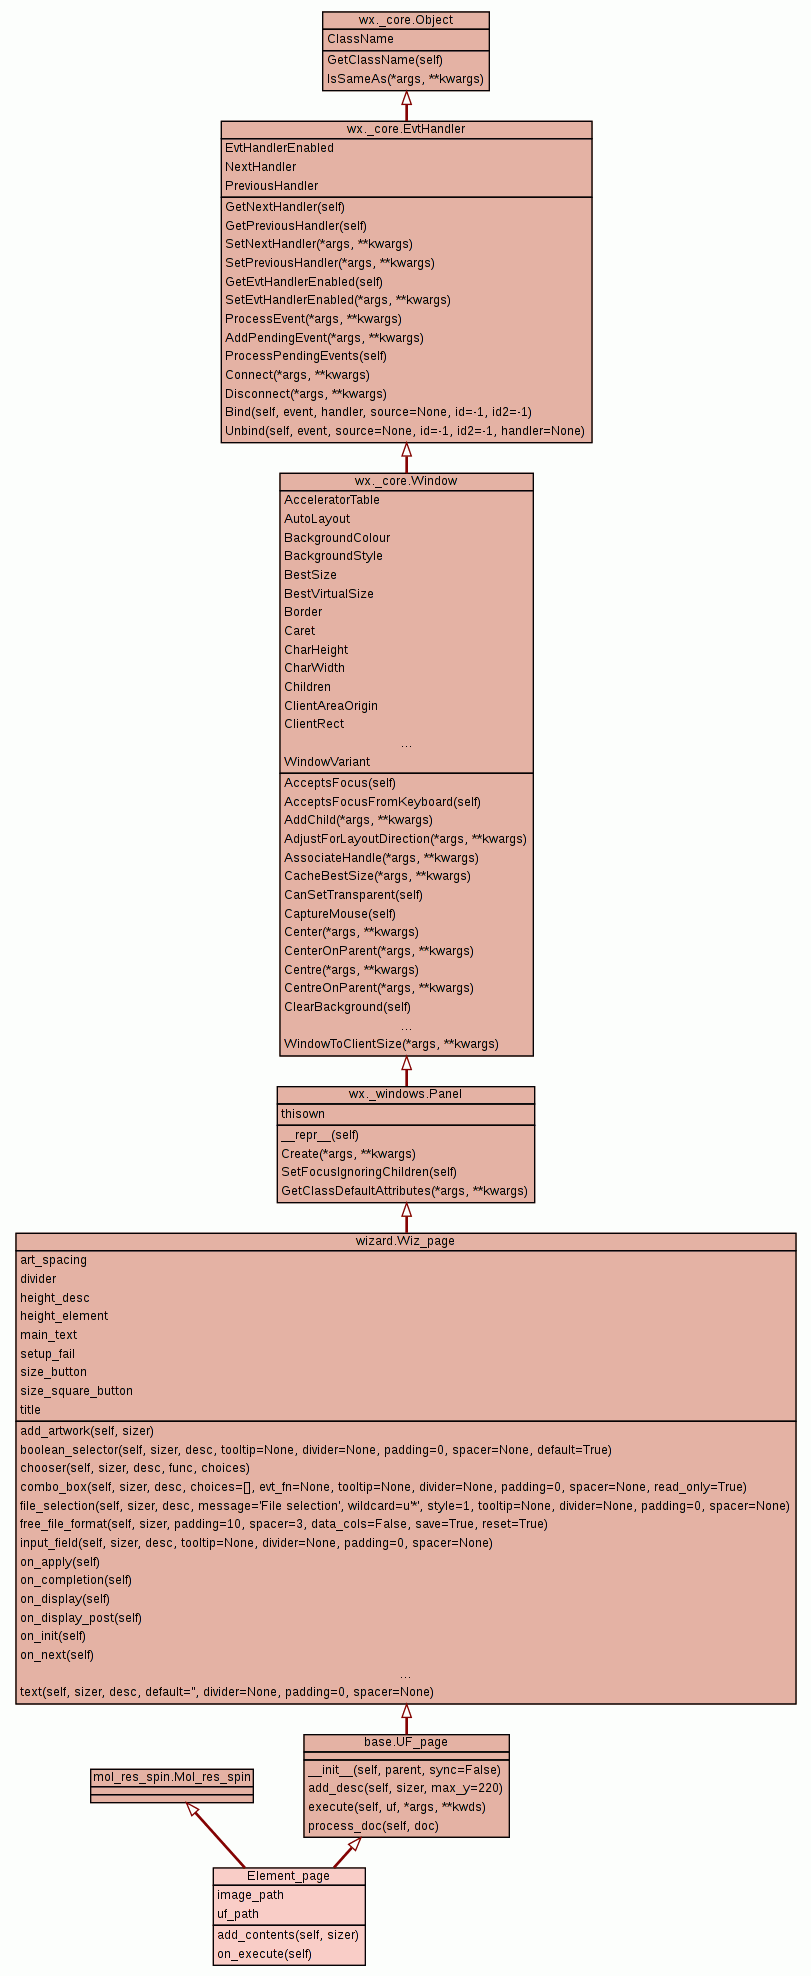 wx._core.Object
ClassName
GetClassName(self)
IsSameAs(*args, **kwargs)
wx._core.EvtHandler
EvtHandlerEnabled
NextHandler
PreviousHandler
GetNextHandler(self)
GetPreviousHandler(self)
SetNextHandler(*args, **kwargs)
SetPreviousHandler(*args, **kwargs)
GetEvtHandlerEnabled(self)
SetEvtHandlerEnabled(*args, **kwargs)
ProcessEvent(*args, **kwargs)
AddPendingEvent(*args, **kwargs)
ProcessPendingEvents(self)
Connect(*args, **kwargs)
Disconnect(*args, **kwargs)
Bind(self, event, handler, source=None, id=-1, id2=-1)
Unbind(self, event, source=None, id=-1, id2=-1, handler=None)
wx._core.Window
AcceleratorTable
AutoLayout
BackgroundColour
BackgroundStyle
BestSize
BestVirtualSize
Border
Caret
CharHeight
CharWidth
Children
ClientAreaOrigin
ClientRect
...
WindowVariant
AcceptsFocus(self)
AcceptsFocusFromKeyboard(self)
AddChild(*args, **kwargs)
AdjustForLayoutDirection(*args, **kwargs)
AssociateHandle(*args, **kwargs)
CacheBestSize(*args, **kwargs)
CanSetTransparent(self)
CaptureMouse(self)
Center(*args, **kwargs)
CenterOnParent(*args, **kwargs)
Centre(*args, **kwargs)
CentreOnParent(*args, **kwargs)
ClearBackground(self)
...
WindowToClientSize(*args, **kwargs)
wx._windows.Panel
thisown
__repr__(self)
Create(*args, **kwargs)
SetFocusIgnoringChildren(self)
GetClassDefaultAttributes(*args, **kwargs)
wizard.Wiz_page
art_spacing
divider
height_desc
height_element
main_text
setup_fail
size_button
size_square_button
title
add_artwork(self, sizer)
boolean_selector(self, sizer, desc, tooltip=None, divider=None, padding=0, spacer=None, default=True)
chooser(self, sizer, desc, func, choices)
combo_box(self, sizer, desc, choices=[], evt_fn=None, tooltip=None, divider=None, padding=0, spacer=None, read_only=True)
file_selection(self, sizer, desc, message='File selection', wildcard=u'*', style=1, tooltip=None, divider=None, padding=0, spacer=None)
free_file_format(self, sizer, padding=10, spacer=3, data_cols=False, save=True, reset=True)
input_field(self, sizer, desc, tooltip=None, divider=None, padding=0, spacer=None)
on_apply(self)
on_completion(self)
on_display(self)
on_display_post(self)
on_init(self)
on_next(self)
...
text(self, sizer, desc, default='', divider=None, padding=0, spacer=None)
base.UF_page
__init__(self, parent, sync=False)
add_desc(self, sizer, max_y=220)
execute(self, uf, *args, **kwds)
process_doc(self, doc)
mol_res_spin.Mol_res_spin
Element_page
image_path
uf_path
add_contents(self, sizer)
on_execute(self)